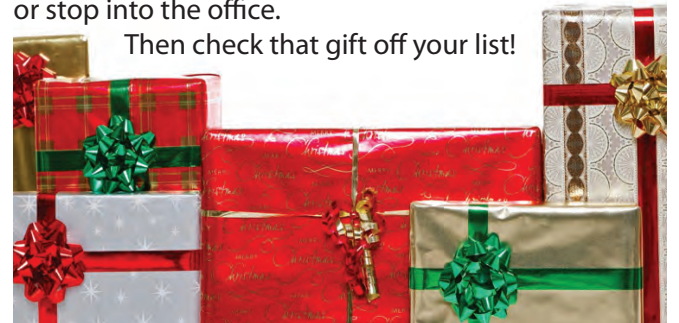 or stop into the office.
Then check that gift off your list!